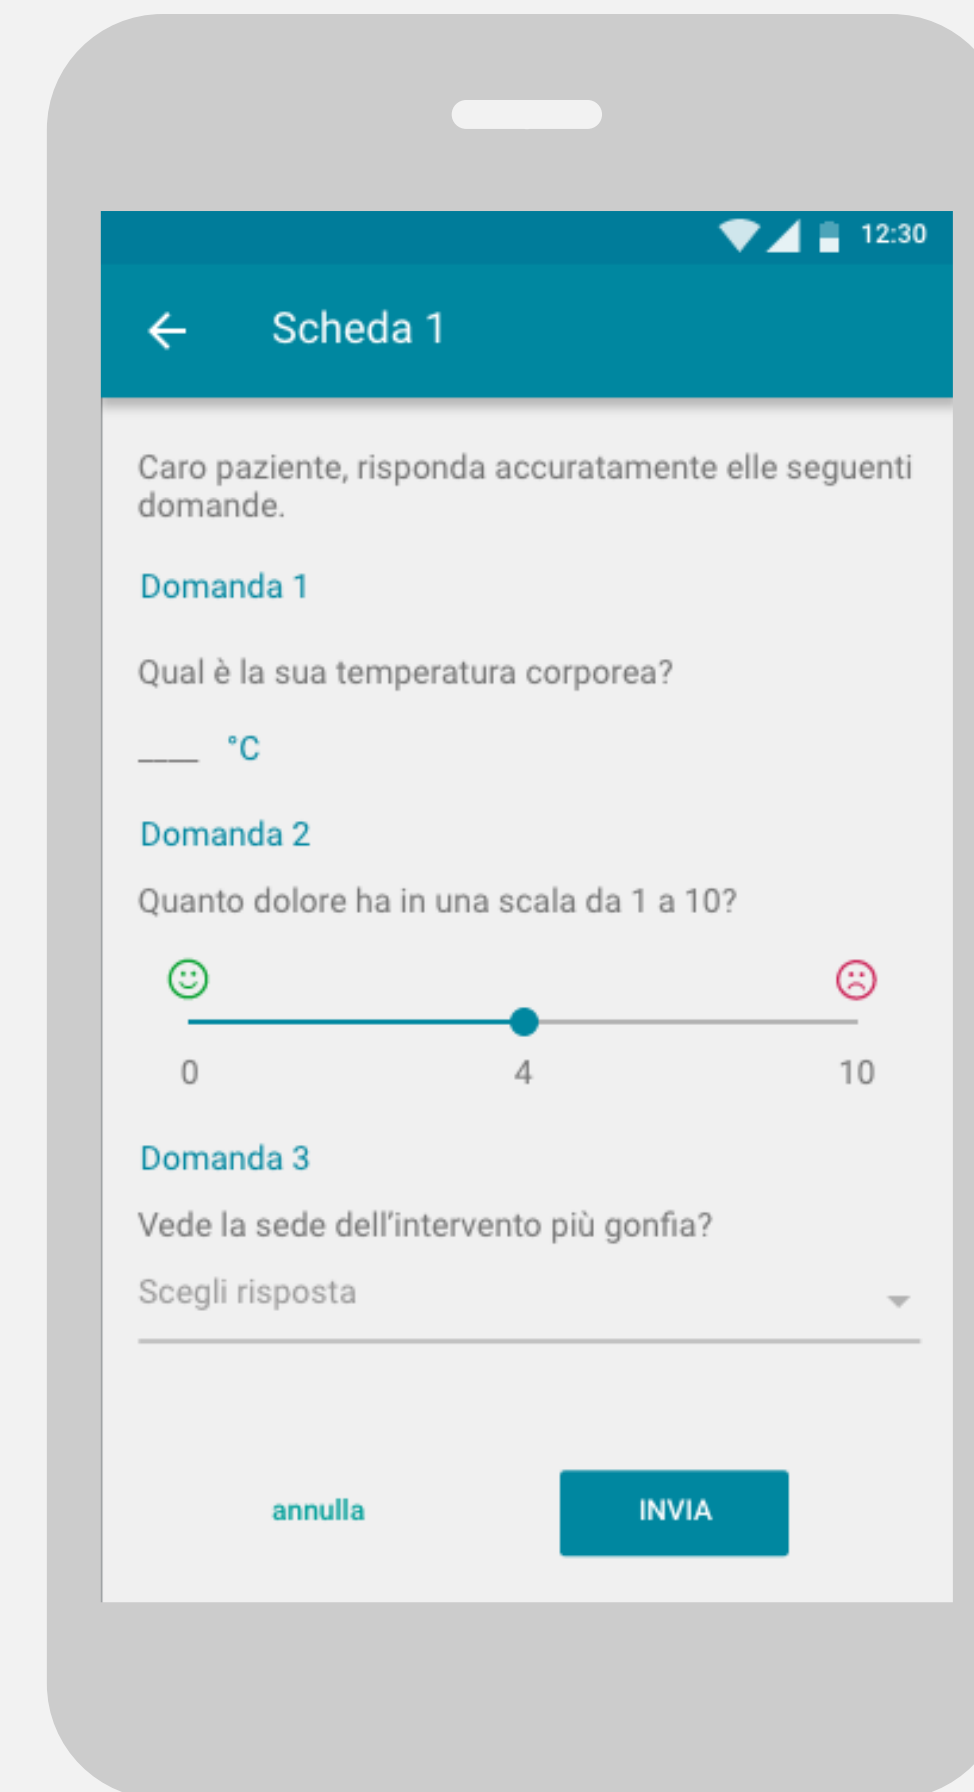 12:30
Scheda 1
Caro paziente, risponda accuratamente elle seguenti
domande.
Domanda 1
Qual è la sua temperatura corporea?
____ °C
Domanda 2
Quanto dolore ha in una scala da 1 a 10?
0 4 10
Domanda 3
Vede la sede dell’intervento più gonfia?
Scegli risposta
annulla INVIA